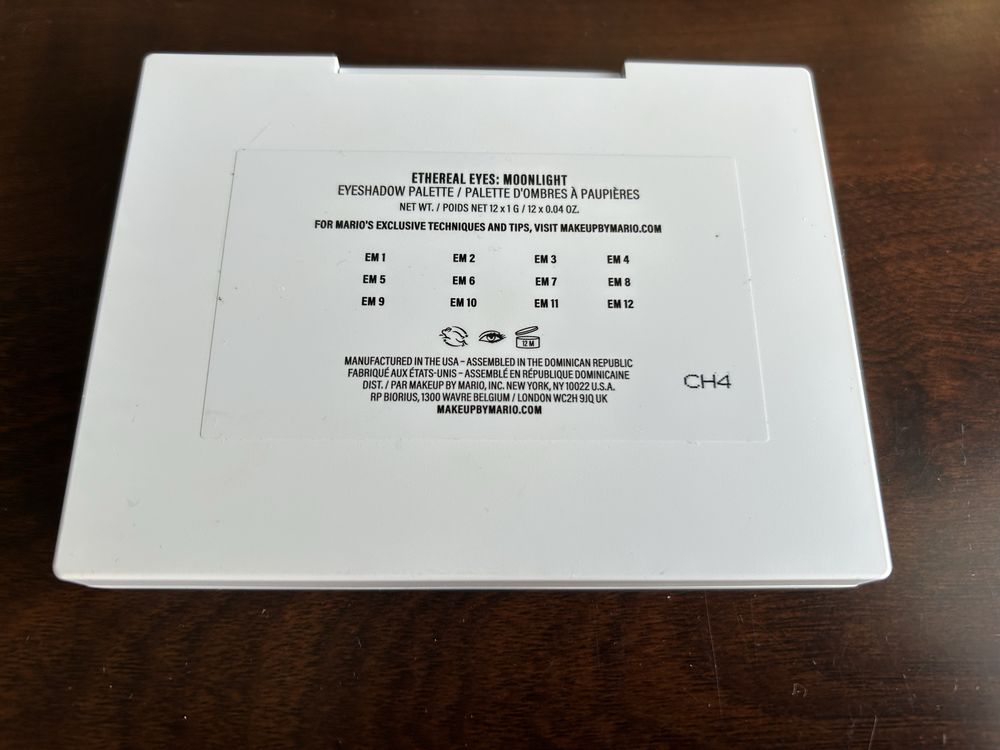 ETHEREAL EYES: MOONLIGHT
EYESHADOW PALETTE / PALETTE D'OMBRES À PAUPIÈRES
NET WT. / POIDS NET 12 x 1 G / 12 x 0.04 OZ.
FOR MARIO'S EXCLUSIVE TECHNIQUES AND TIPS, VISIT MAKEUPBYMARIO.COM
EM 1 EM 2 EM 3 EM 4
EM 5 EM 6 EM 7 EM 8
EM 9 EM 10 EM 11 EM 12
12 M
MANUFACTURED IN THE USA – ASSEMBLED IN THE DOMINICAN REPUBLIC
FABRIQUÉ AUX ÉTATS-UNIS – ASSEMBLÉ EN RÉPUBLIQUE DOMINICAINE
DIST. / PAR MAKEUP BY MARIO, INC. NEW YORK, NY 10022 U.S.A.
RP BIORIUS, 1300 WAVRE BELGIUM / LONDON WC2H 9JQ UK
MAKEUPBYMARIO.COM
CH4